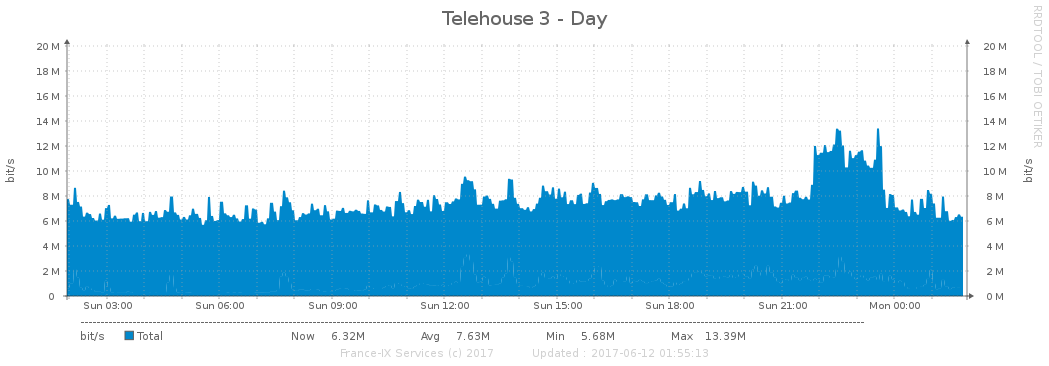 Telehouse 3 - Day
RRDTOOL / TOBI OETIKER
bit/s
20 M 20 M
18 M 18 M
16 M 16 M
14 M 14 M
12 M 12 M
10 M 10 M
8 M 8 M
6 M 6 M
4 M 4 M
2 M 2 M
0 0 M
bit/s
Sun 03:00 Sun 06:00 Sun 09:00 Sun 12:00 Sun 15:00 Sun 18:00 Sun 21:00 Mon 00:00
bit/s Total Now 6.32M Avg 7.63M Min 5.68M Max 13.39M
France-IX Services (c) 2017 Updated : 2017-06-12 01:55:13